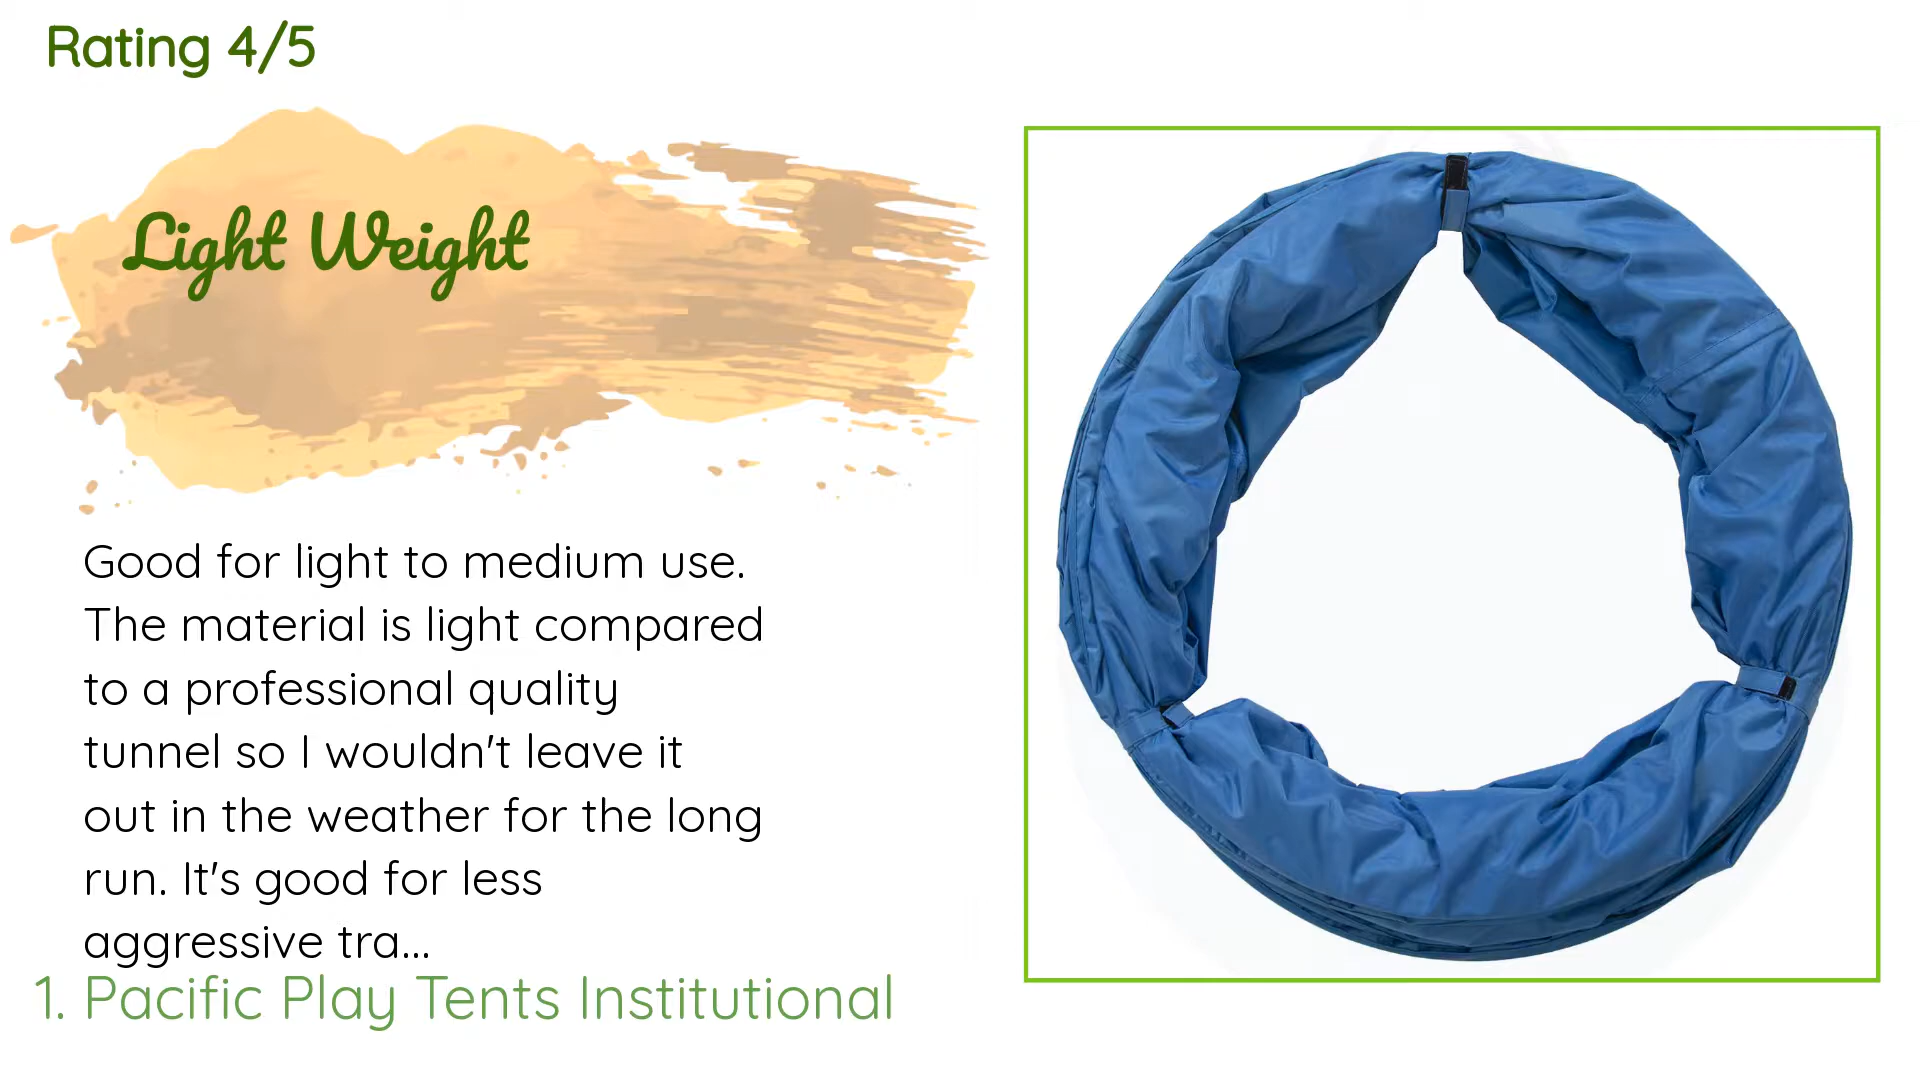 Rating 4/5
Light Weight
Good for light to medium use.
The material is light compared
to a professional quality
tunnel so I wouldn't leave it
out in the weather for the long
run. It's good for less
aggressive tra...
1. Pacific Play Tents Institutional